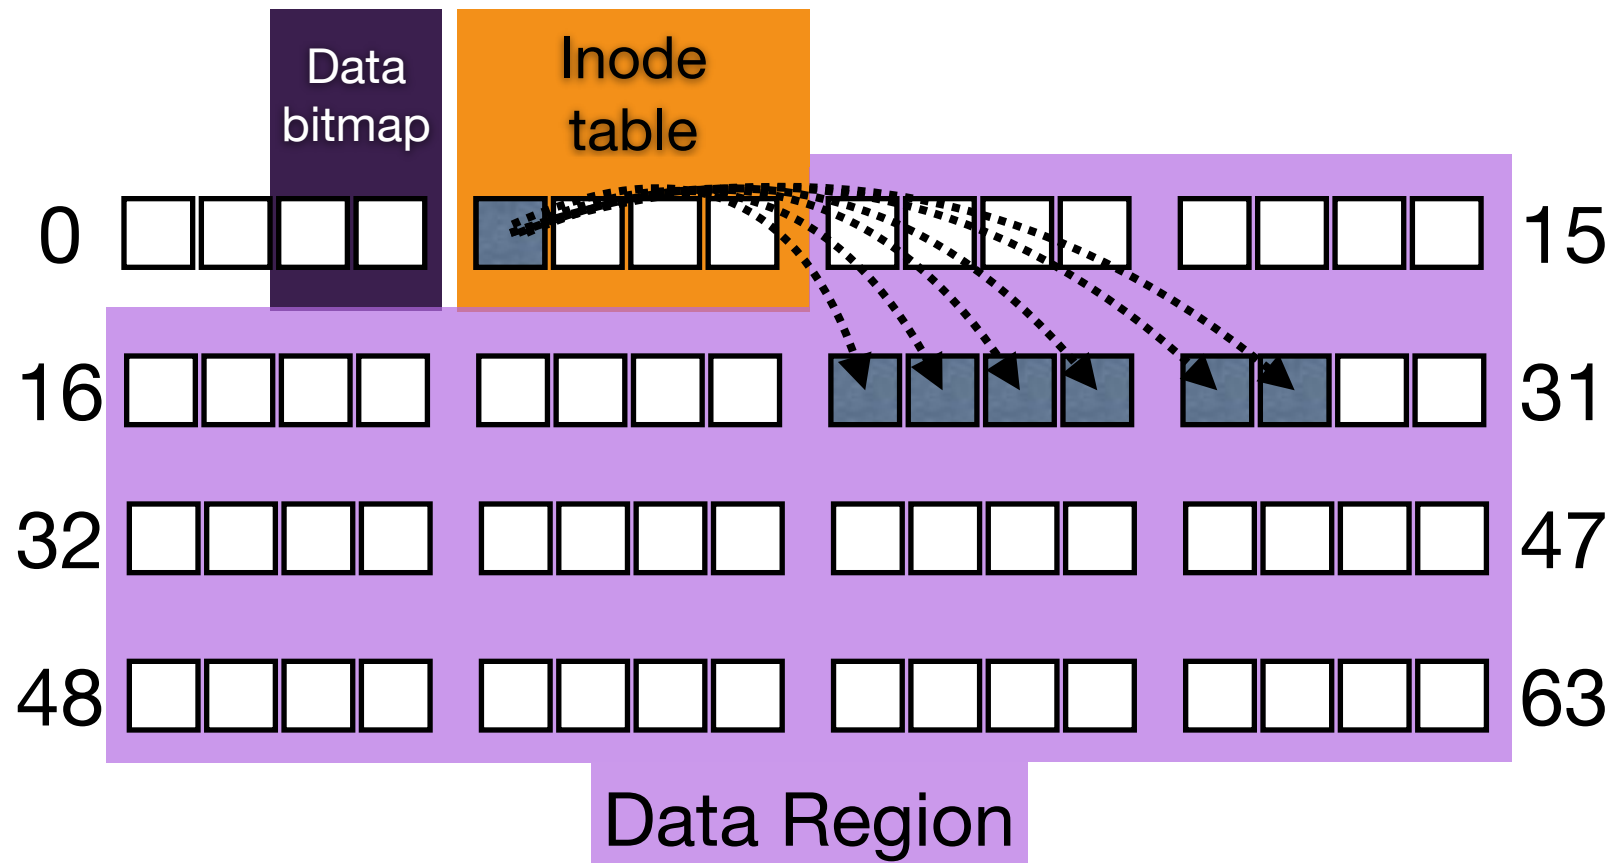 Data
bitmap
Inode
table
0
15
16
31
32
47
48
63
Data Region